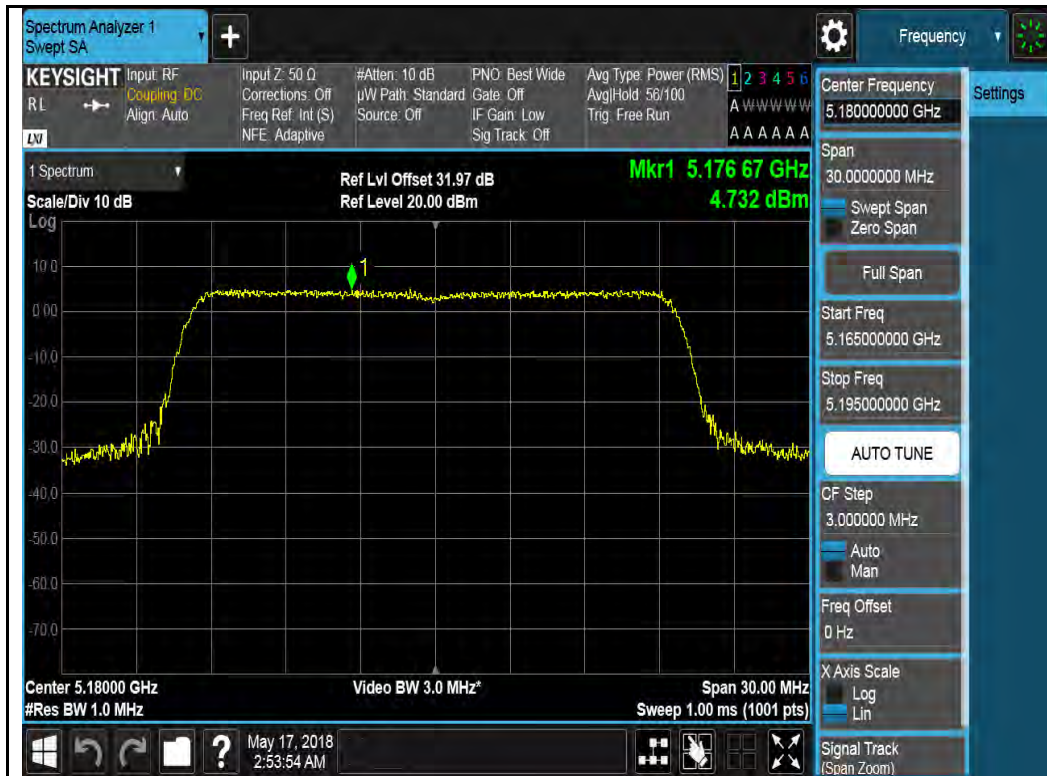 Spectrum Analyzer 1
Swept SA
+
Frequency
KEYSIGHT
RL
LXI
Input: RF
Coupling: DC
Align: Auto
Input Z: 50 Ω
Corrections: Off
Freq Ref: Int (S)
NFE: Adaptive
#Atten: 10 dB
µW Path: Standard
Source: Off
PNO: Best Wide
Gate: Off
IF Gain: Low
Sig Track: Off
Avg Type: Power (RMS)
Avg|Hold: 56/100
Trig: Free Run
1 2 3 4 5 6
A W W W W W
A A A A A A
1 Spectrum
Scale/Div 10 dB
Ref Lvl Offset 31.97 dB
Ref Level 20.00 dBm
Mkr1 5.176 67 GHz
4.732 dBm
Log
1
10.0
0.00
-10.0
-20.0
-30.0
-40.0
-50.0
-60.0
-70.0
Center 5.18000 GHz
#Res BW 1.0 MHz
Video BW 3.0 MHz*
Span 30.00 MHz
Sweep 1.00 ms (1001 pts)
?
May 17, 2018
2:53:54 AM
Center Frequency
5.180000000 GHz
Span
30.0000000 MHz
Swept Span
Zero Span
Full Span
Start Freq
5.165000000 GHz
Stop Freq
5.195000000 GHz
AUTO TUNE
CF Step
3.000000 MHz
Auto
Man
Freq Offset
0 Hz
X Axis Scale
Log
Lin
Signal Track
(Span Zoom)
Settings